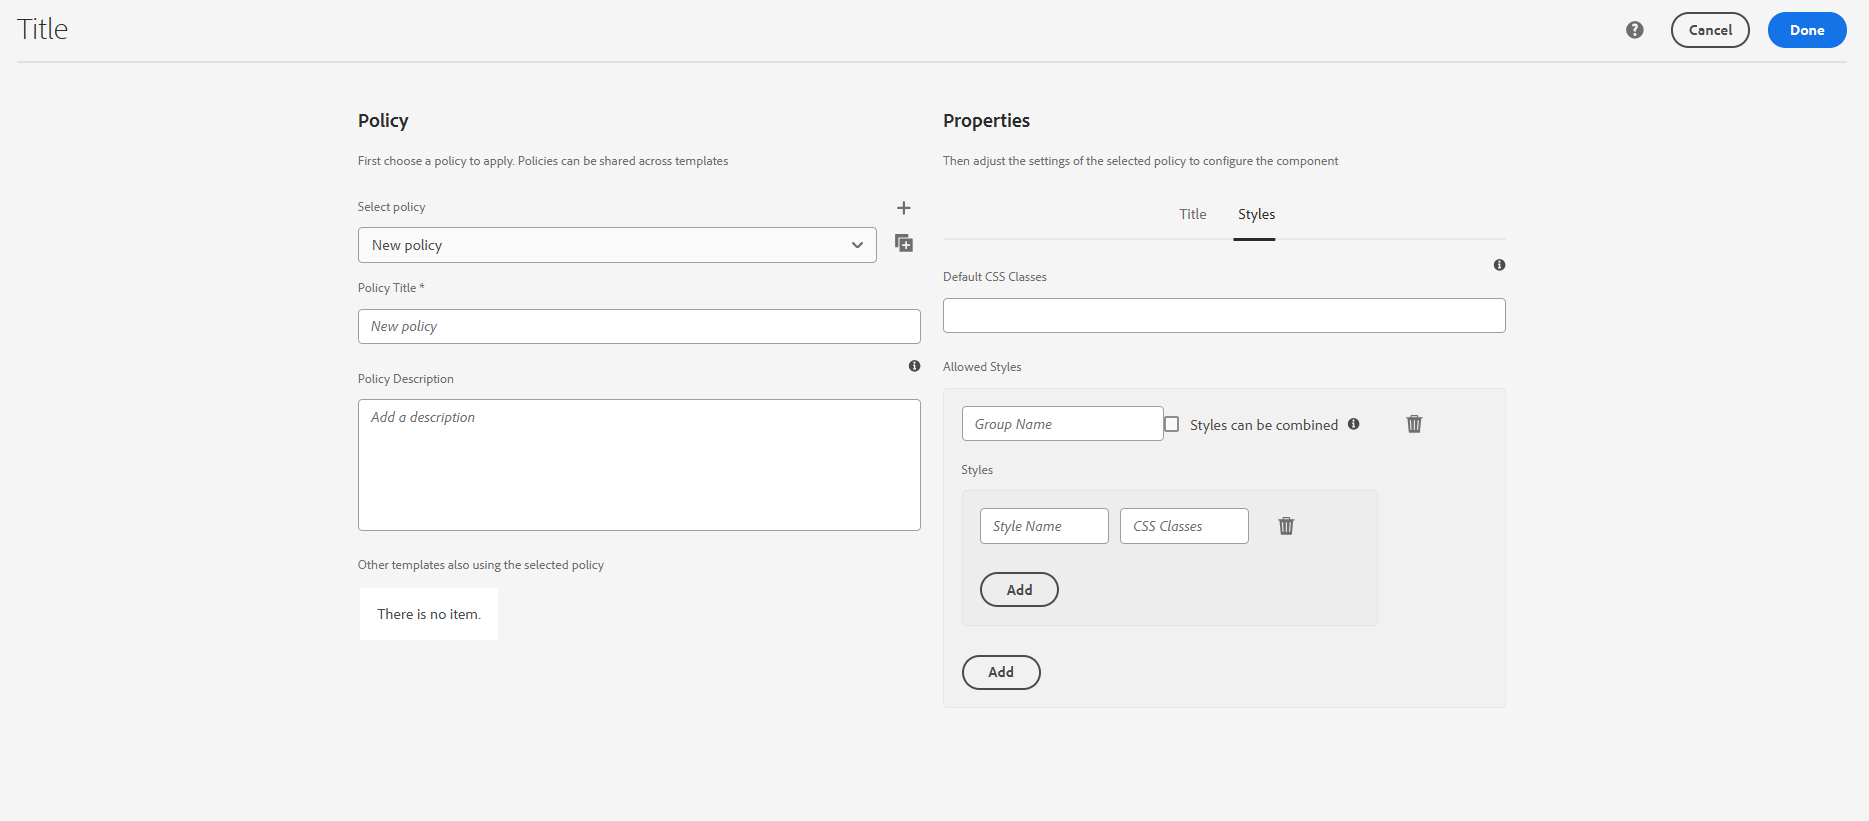 Title
Cancel
Done
Policy
First choose a policy to apply. Policies can be shared across templates
Select policy
New policy
Policy Title *
New policy
Policy Description
Add a description
Other templates also using the selected policy
There is no item.
Properties
Then adjust the settings of the selected policy to configure the component
Title Styles
Default CSS Classes
Allowed Styles
Group Name
Styles can be combined
Styles
Style Name
CSS Classes
Add
Add